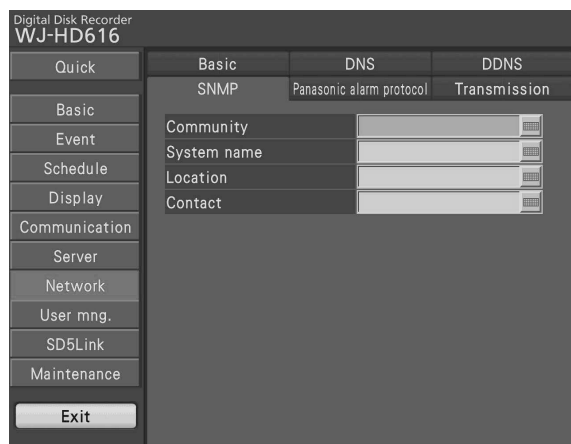 Digital Disk Recorder
WJ-HD616
Quick
Basic
Event
Schedule
Display
Communication
Server
Network
User mng.
SD5Link
Maintenance
Exit
Basic DNS DDNS
SNMP Panasonic alarm protocol Transmission
Community
System name
Location
Contact